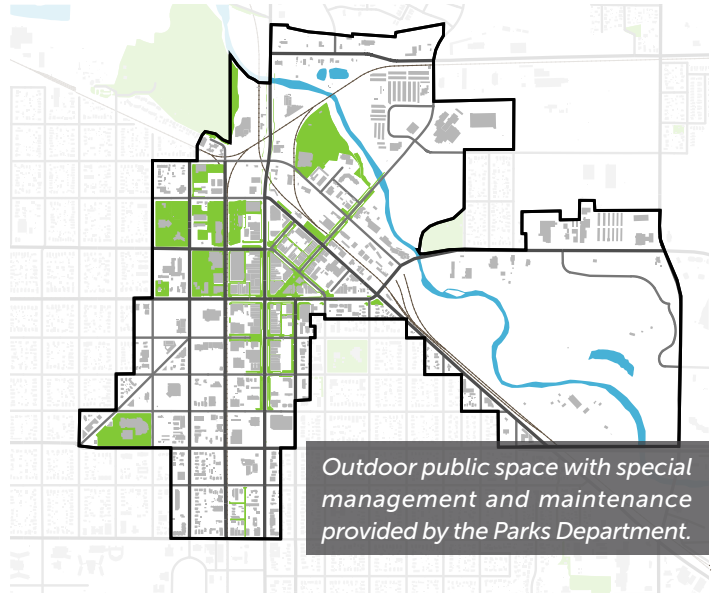 Outdoor public space with special
management and maintenance
provided by the Parks Department.